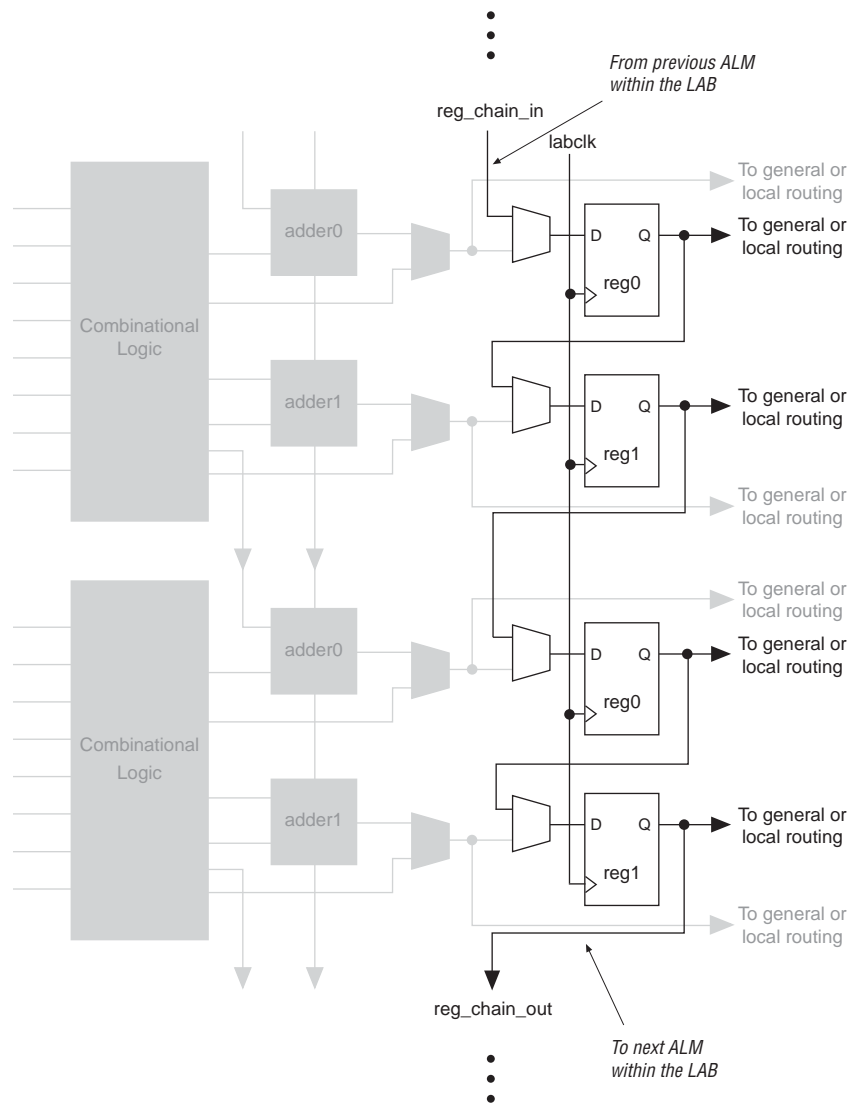 From previous ALM
within the LAB
reg_chain_in
labclk
To general or
local routing
adder0
D
Q
To general or
local routing
reg0
Combinational
Logic
adder1
D
Q
To general or
local routing
reg1
To general or
local routing
To general or
local routing
adder0
D
Q
To general or
local routing
reg0
Combinational
Logic
adder1
D
Q
To general or
local routing
reg1
To general or
local routing
reg_chain_out
To next ALM
within the LAB